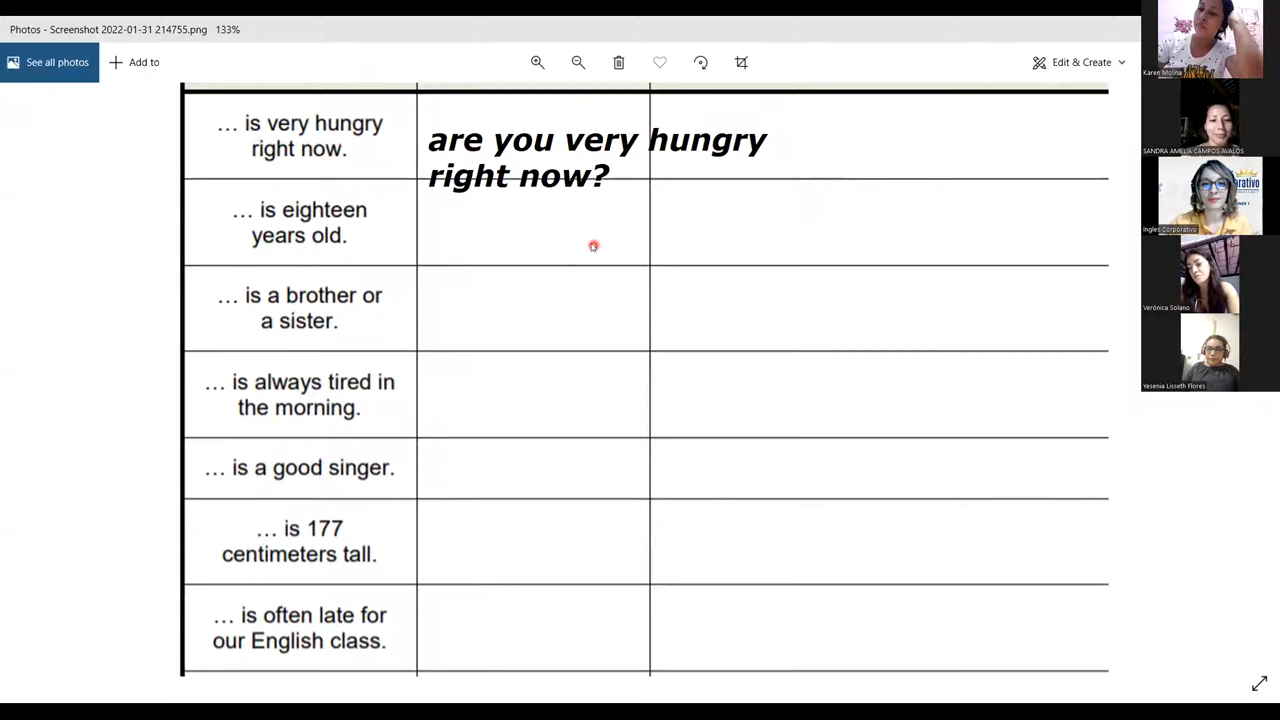 Photos - Screenshot 2022-01-31 214755.png 133%
See all photos
Add to
Edit & Create
… is very hungry
right now.
are you very hungry
right now?
… is eighteen
years old.
… is a brother or
a sister.
… is always tired in
the morning.
… is a good singer.
… is 177
centimeters tall.
… is often late for
our English class.
Karen Molina
SANDRA AMELIA CAMPOS AVALOS
Ingles Corporativo
Verónica Solano
Yesenia Lisseth Flores